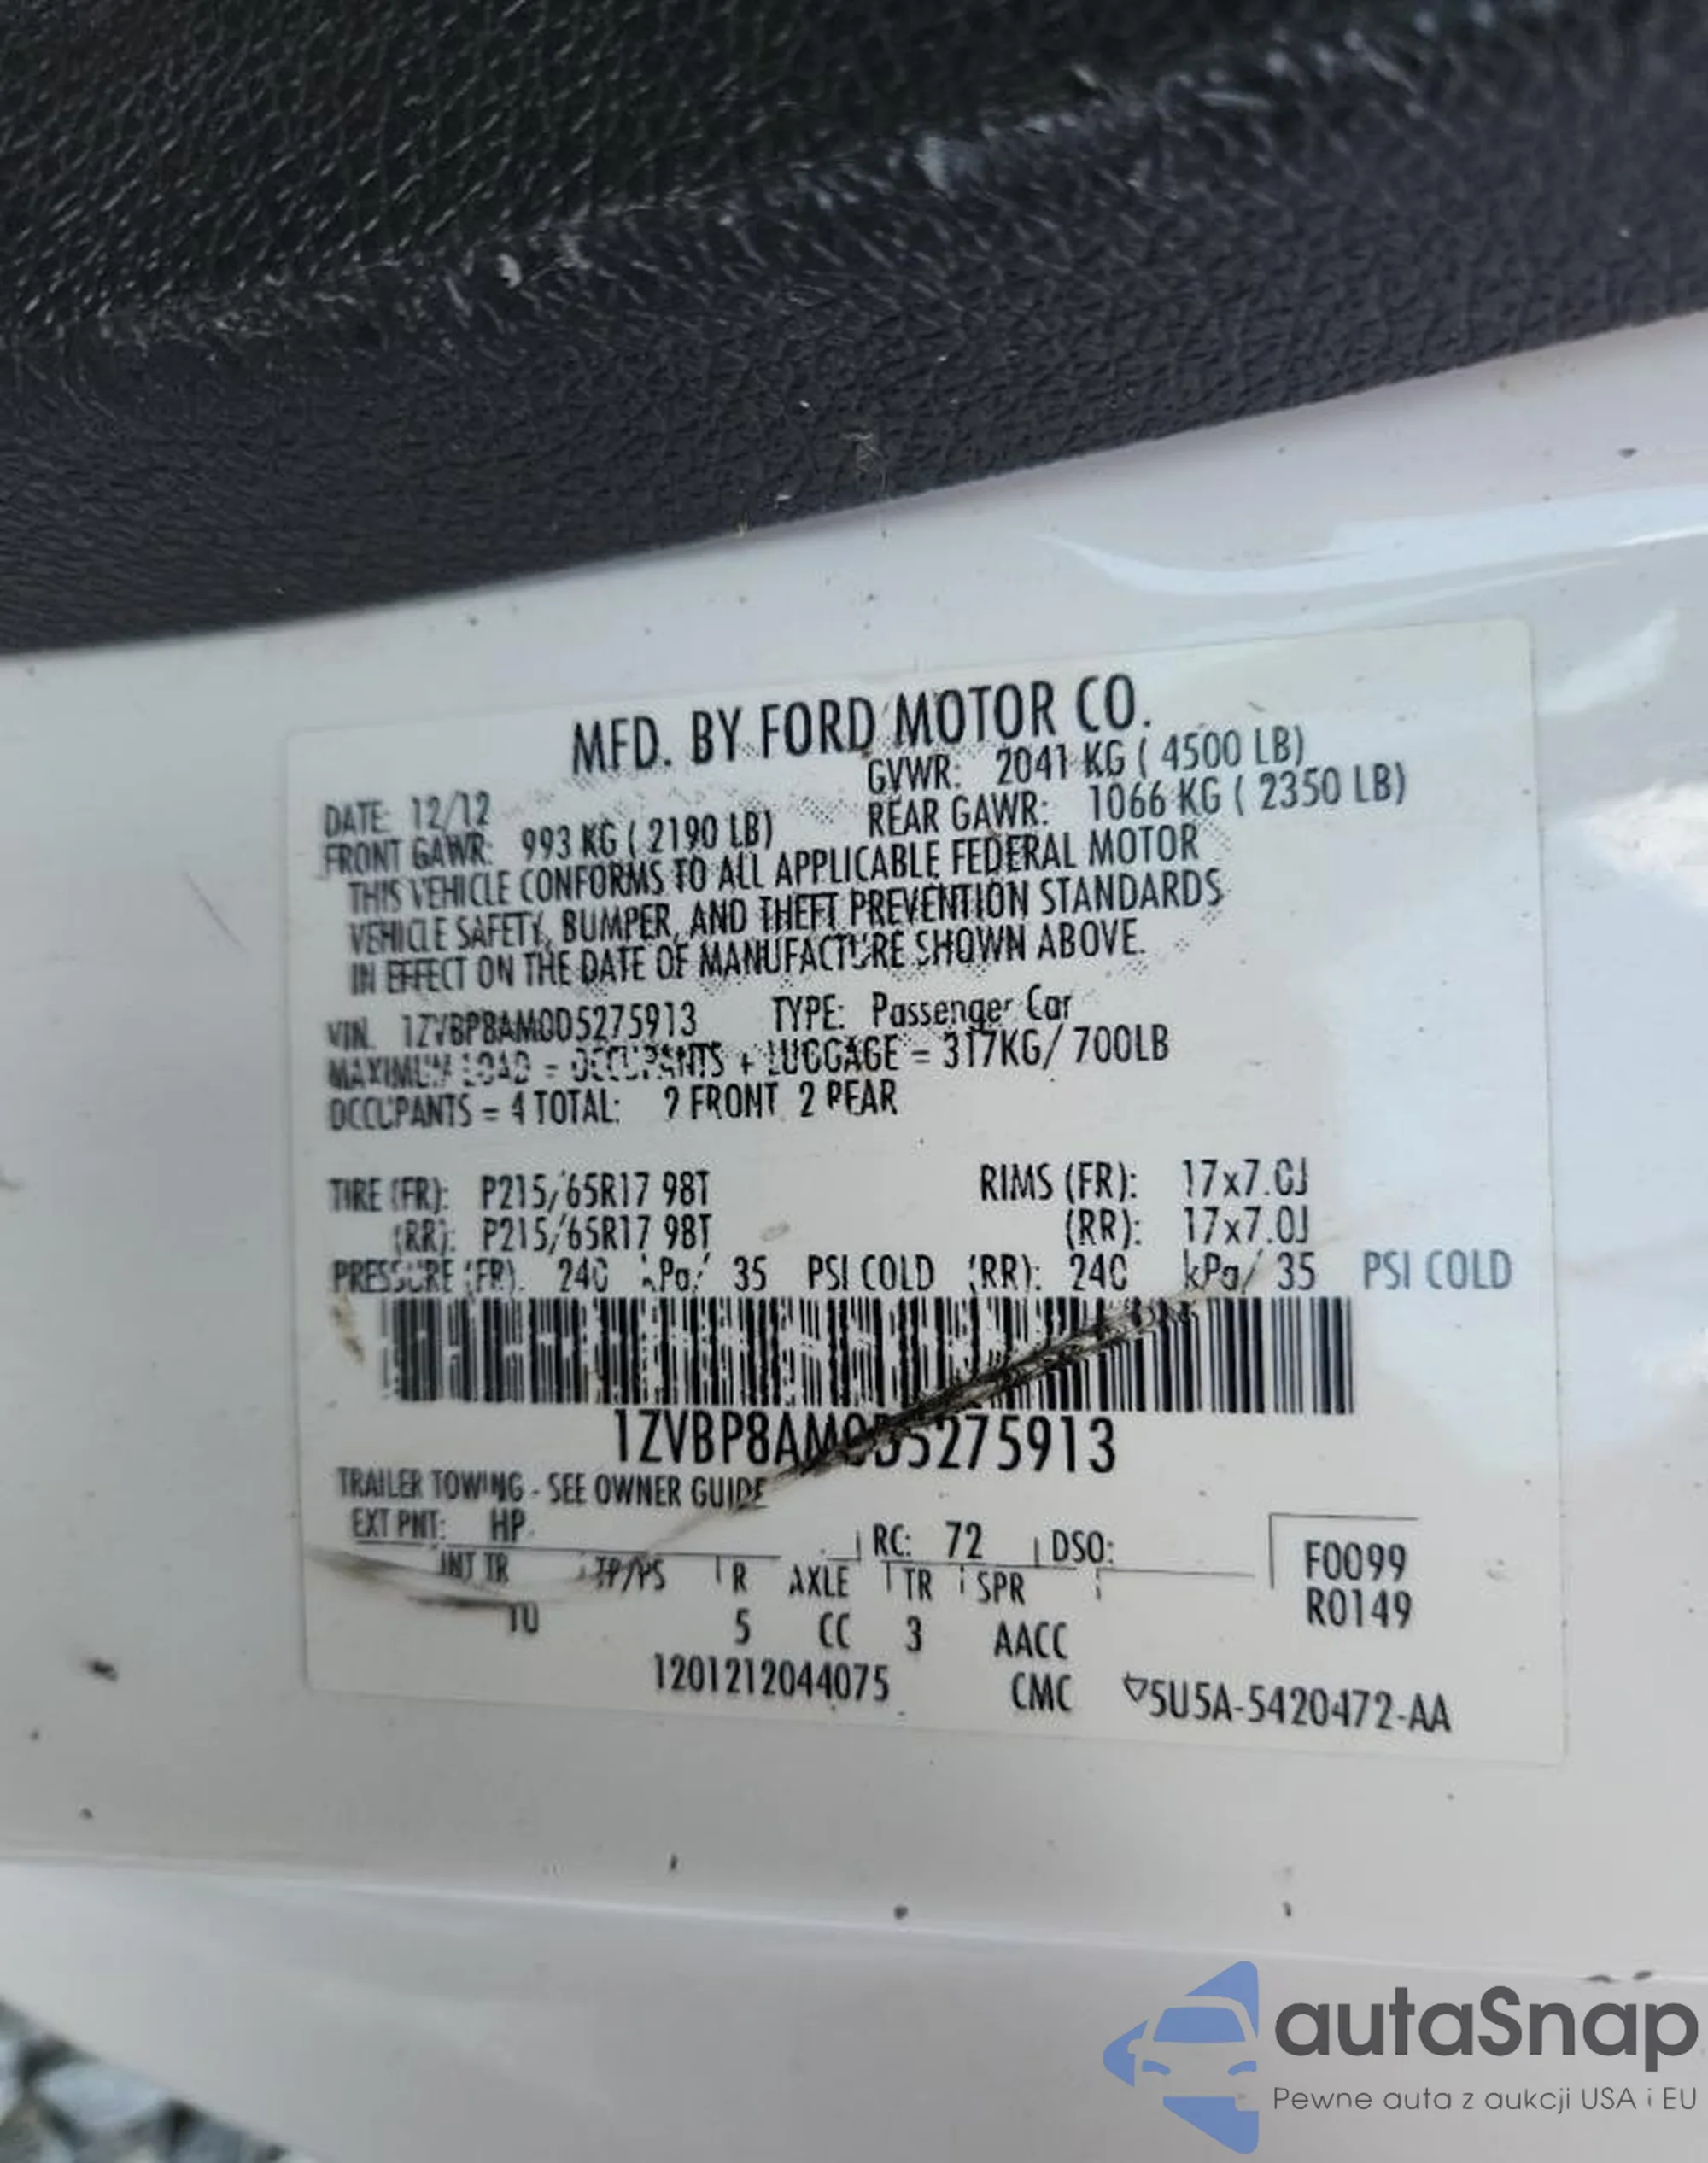 MFD. BY FORD MOTOR CO.
DATE: 12/12 GVWR: 2041 KG ( 4500 LB)
FRONT GAWR: 993 KG ( 2190 LB) REAR GAWR: 1066 KG ( 2350 LB)
THIS VEHICLE CONFORMS TO ALL APPLICABLE FEDERAL MOTOR
VEHICLE SAFETY, BUMPER, AND THEFT PREVENTION STANDARDS
IN EFFECT ON THE DATE OF MANUFACTURE SHOWN ABOVE.
VIN: 1ZVBP8AM0D5275913 TYPE: Passenger Car
MAXIMUM LOAD = OCCUPANTS + LUGGAGE = 317KG/ 700LB
OCCUPANTS = 4 TOTAL: 2 FRONT 2 REAR
TIRE (FR): P215/65R17 98T RIMS (FR): 17x7.0J
(RR): P215/65R17 98T (RR): 17x7.0J
PRESSURE (FR): 240 kPa/ 35 PSI COLD (RR): 240 kPa/ 35 PSI COLD
1ZVBP8AM0D5275913
TRAILER TOWING - SEE OWNER GUIDE
EXT PNT: HP RC: 72 DSO: F0099
INT TR TP/PS R AXLE TR SPR R0149
5 CC 3 AACC
1201212044075 CMC 5U5A-5420472-AA
autaSnap
Pewne auta z aukcji USA i EU